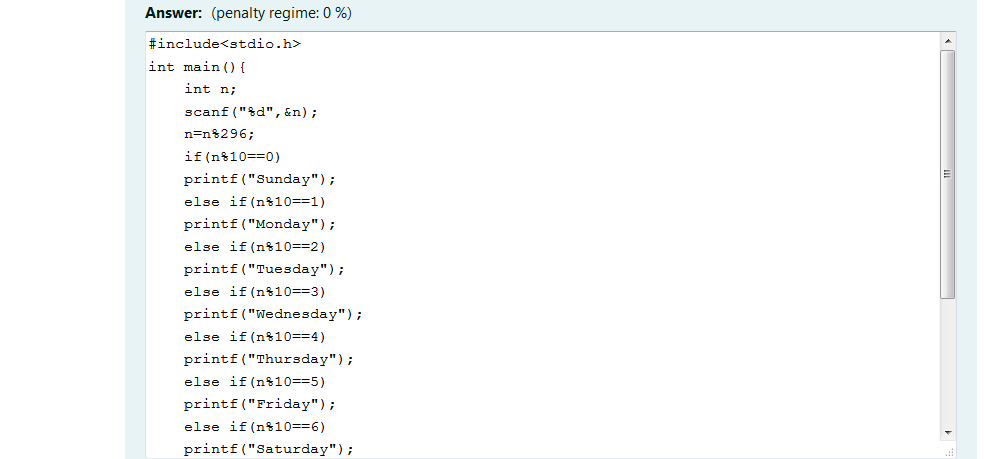 Answer: (penalty regime: 0 %)
#include<stdio.h>
int main(){
    int n;
    scanf("%d",&n);
    n=n%296;
    if(n%10==0)
    printf("Sunday");
    else if(n%10==1)
    printf("Monday");
    else if(n%10==2)
    printf("Tuesday");
    else if(n%10==3)
    printf("Wednesday");
    else if(n%10==4)
    printf("Thursday");
    else if(n%10==5)
    printf("Friday");
    else if(n%10==6)
    printf("Saturday");